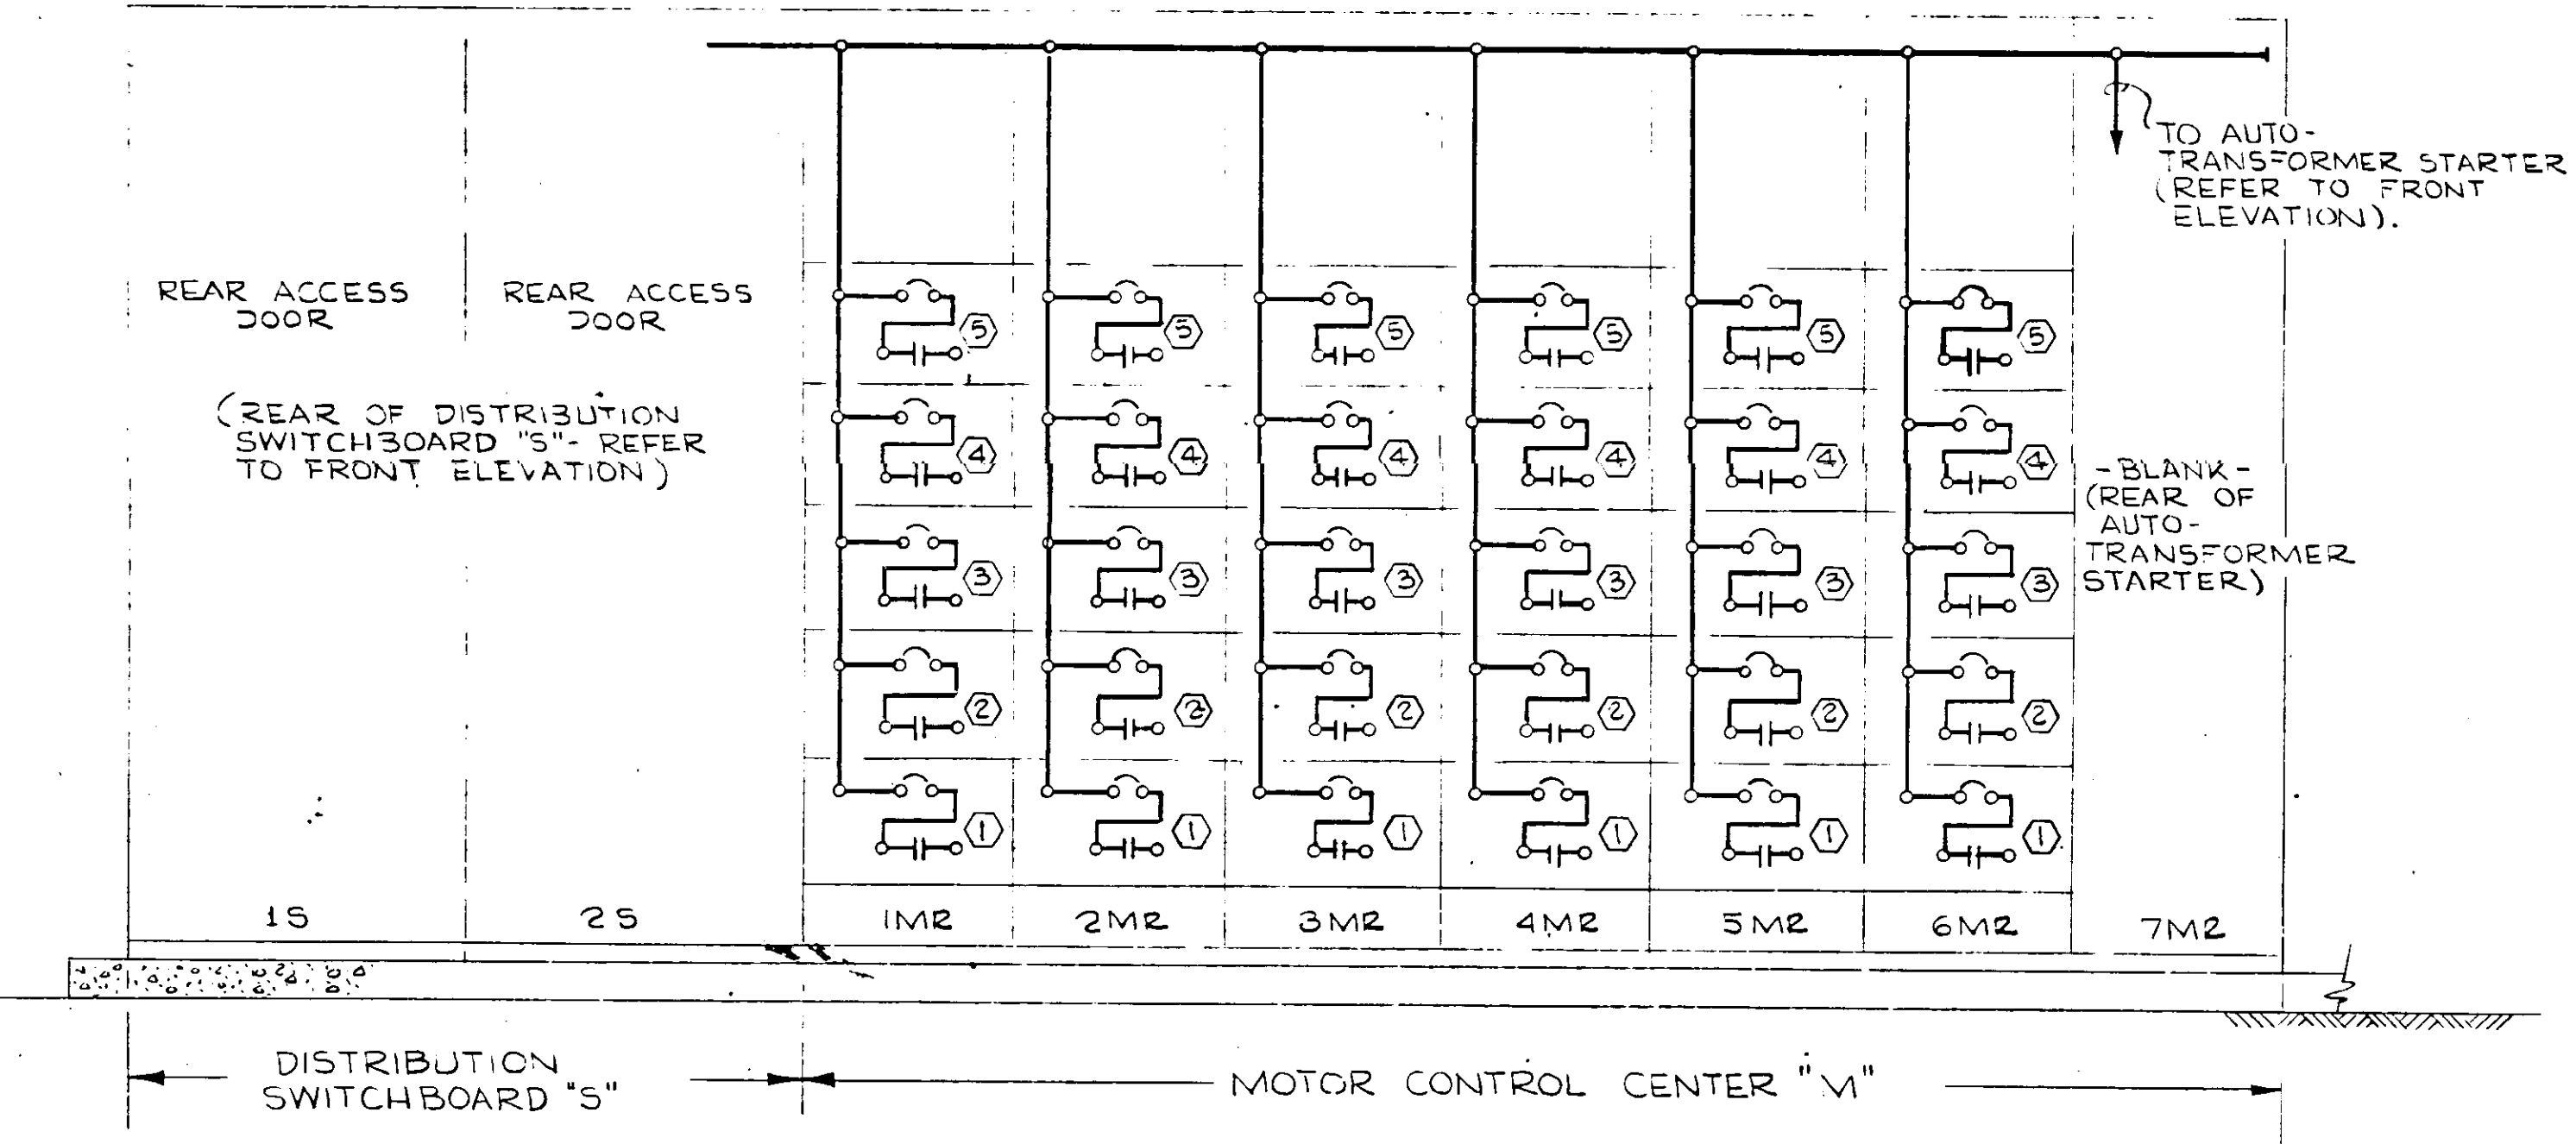 TO AUTO-
TRANSFORMER STARTER
(REFER TO FRONT
ELEVATION).
REAR ACCESS
DOOR
REAR ACCESS
DOOR
(REAR OF DISTRIBUTION
SWITCHBOARD "S"- REFER
TO FRONT ELEVATION)
5 5 5 5 5 5
4 4 4 4 4 4
-BLANK-
(REAR OF
AUTO-
TRANSFORMER
STARTER)
3 3 3 3 3 3
2 2 2 2 2 2
1 1 1 1 1 1
1S 2S 1MR 2MR 3MR 4MR 5MR 6MR 7MR
DISTRIBUTION
SWITCHBOARD "S"
MOTOR CONTROL CENTER "M"